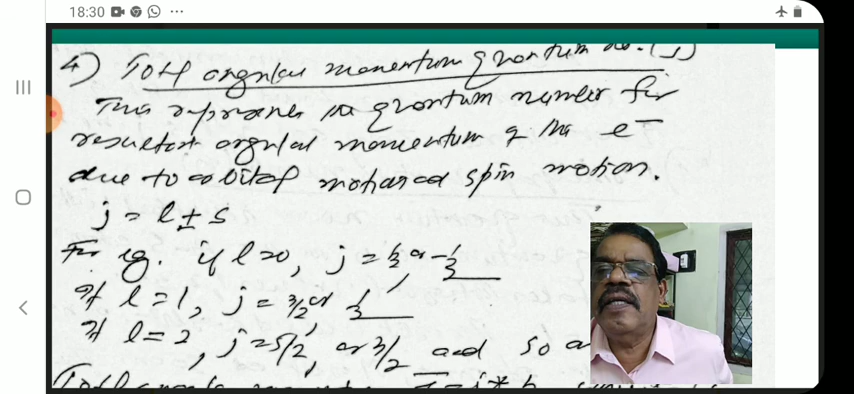 18:30
4) Total angular momentum quantum no. (j)
This represents the quantum number for
resultant angular momentum of the e⁻
due to orbital and spin motion.
j = l ± s
For eg. if l=0, j = ½ or -½
If l = 1, j = 3/2 or ½
If l = 2, j = 5/2, or 3/2 and so